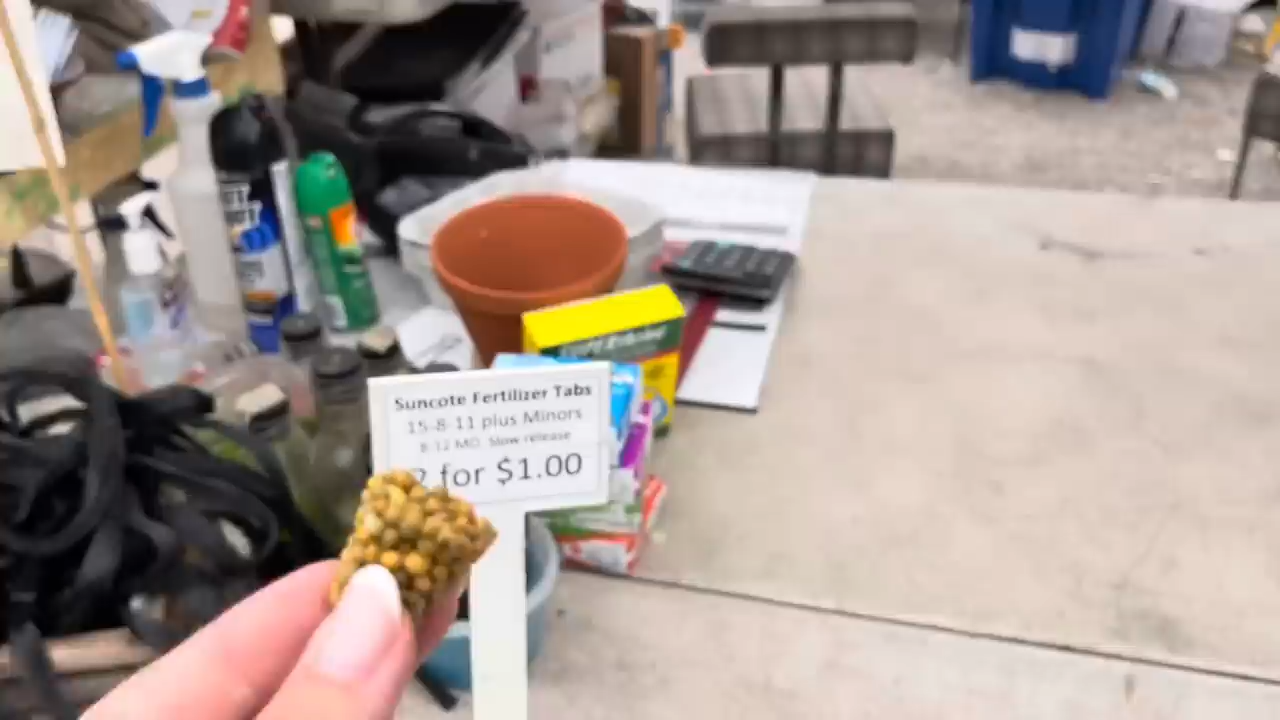 Suncote Fertilizer Tabs
15-8-11 plus Minors
8-12 MO. Slow release
for $1.00